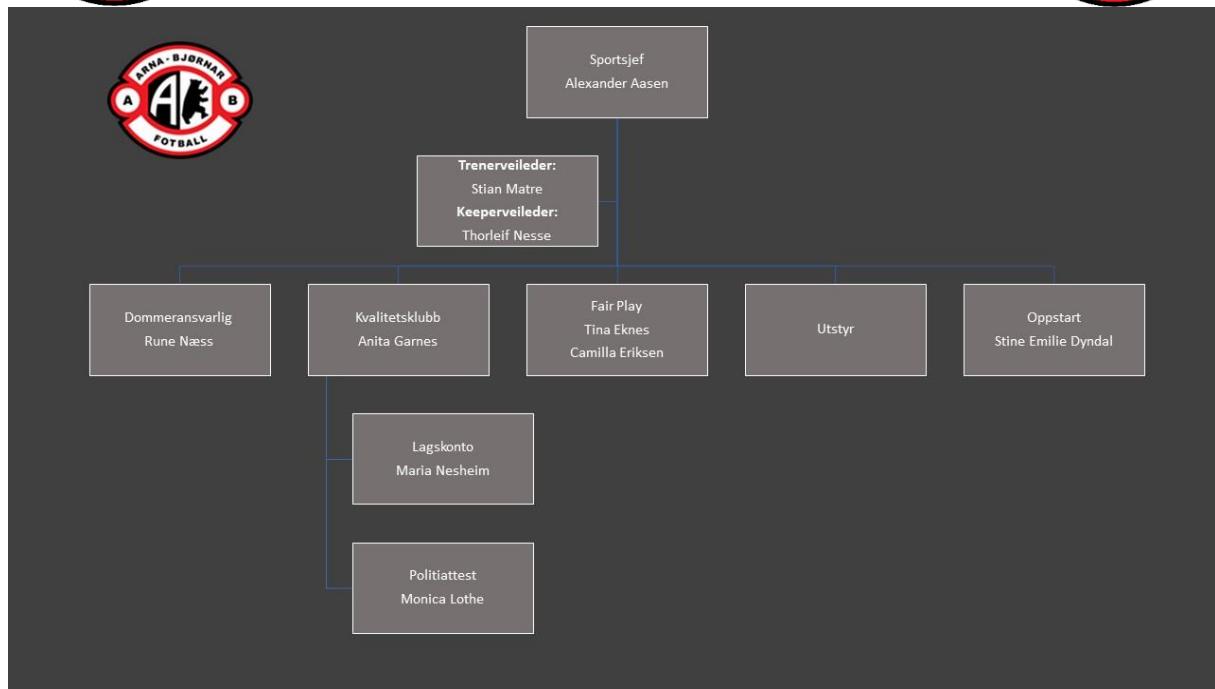 ARNA-BJØRNAR
A
A
B
FOTBALL
Sportsjef
Alexander Aasen
Trenerveileder:
Stian Matre
Keeperveileder:
Thorleif Nesse
Dommeransvarlig
Rune Næss
Kvalitetsklubb
Anita Garnes
Fair Play
Tina Eknes
Camilla Eriksen
Utstyr
Oppstart
Stine Emilie Dyndal
Lagskonto
Maria Nesheim
Politiattest
Monica Lothe